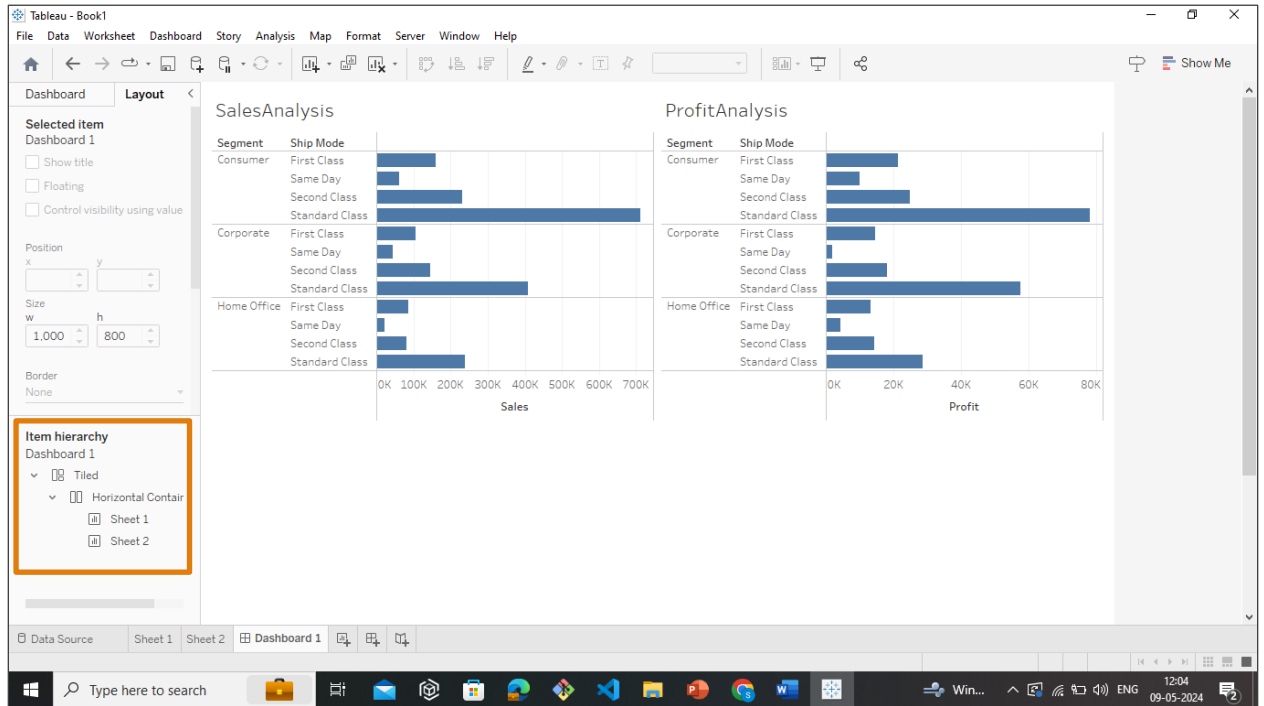 Tableau - Book1
File Data Worksheet Dashboard Story Analysis Map Format Server Window Help
Show Me
Dashboard Layout
Selected item
Dashboard 1
Show title
Floating
Control visibility using value
Position
x y
Size
w h
1,000 800
Border
None
Item hierarchy
Dashboard 1
Tiled
Horizontal Contair
Sheet 1
Sheet 2
SalesAnalysis
Segment Ship Mode
Consumer First Class
Same Day
Second Class
Standard Class
Corporate First Class
Same Day
Second Class
Standard Class
Home Office First Class
Same Day
Second Class
Standard Class
0K 100K 200K 300K 400K 500K 600K 700K
Sales
ProfitAnalysis
Segment Ship Mode
Consumer First Class
Same Day
Second Class
Standard Class
Corporate First Class
Same Day
Second Class
Standard Class
Home Office First Class
Same Day
Second Class
Standard Class
0K 20K 40K 60K 80K
Profit
Data Source Sheet 1 Sheet 2 Dashboard 1
Type here to search
Win... ENG
12:04
09-05-2024
2